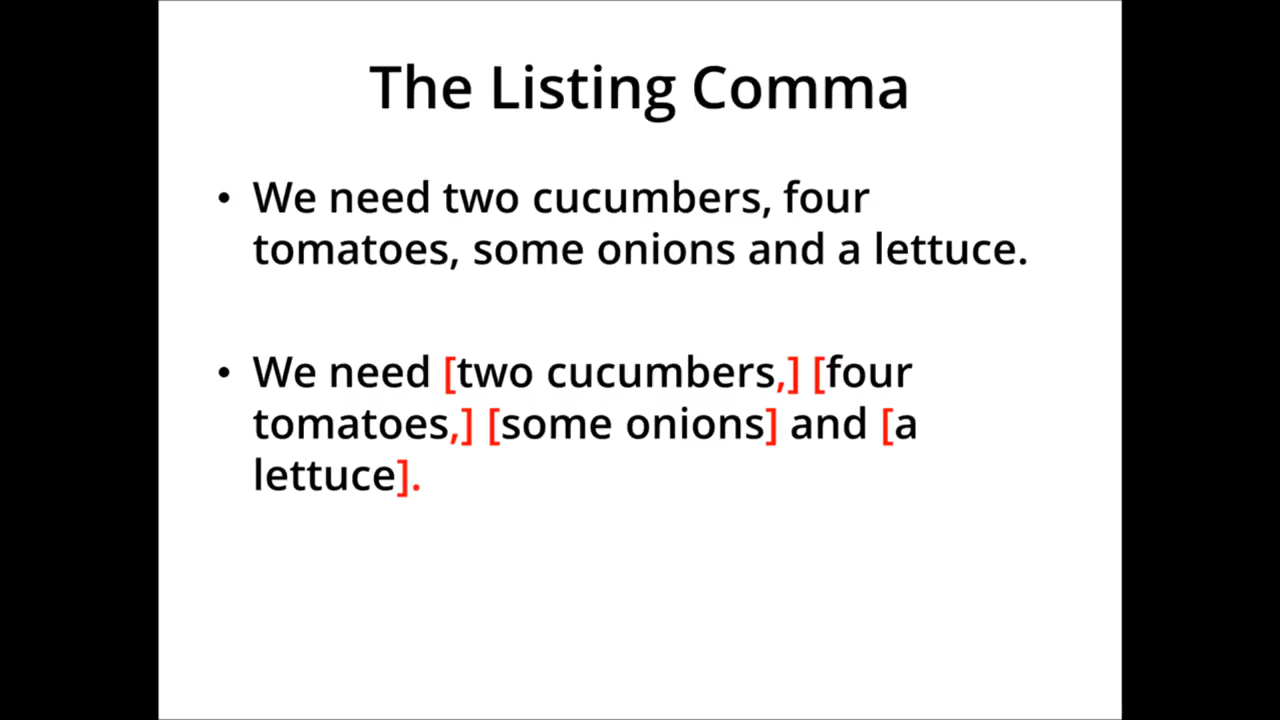 The Listing Comma
• We need two cucumbers, four
tomatoes, some onions and a lettuce.
• We need [two cucumbers,] [four
tomatoes,] [some onions] and [a
lettuce].